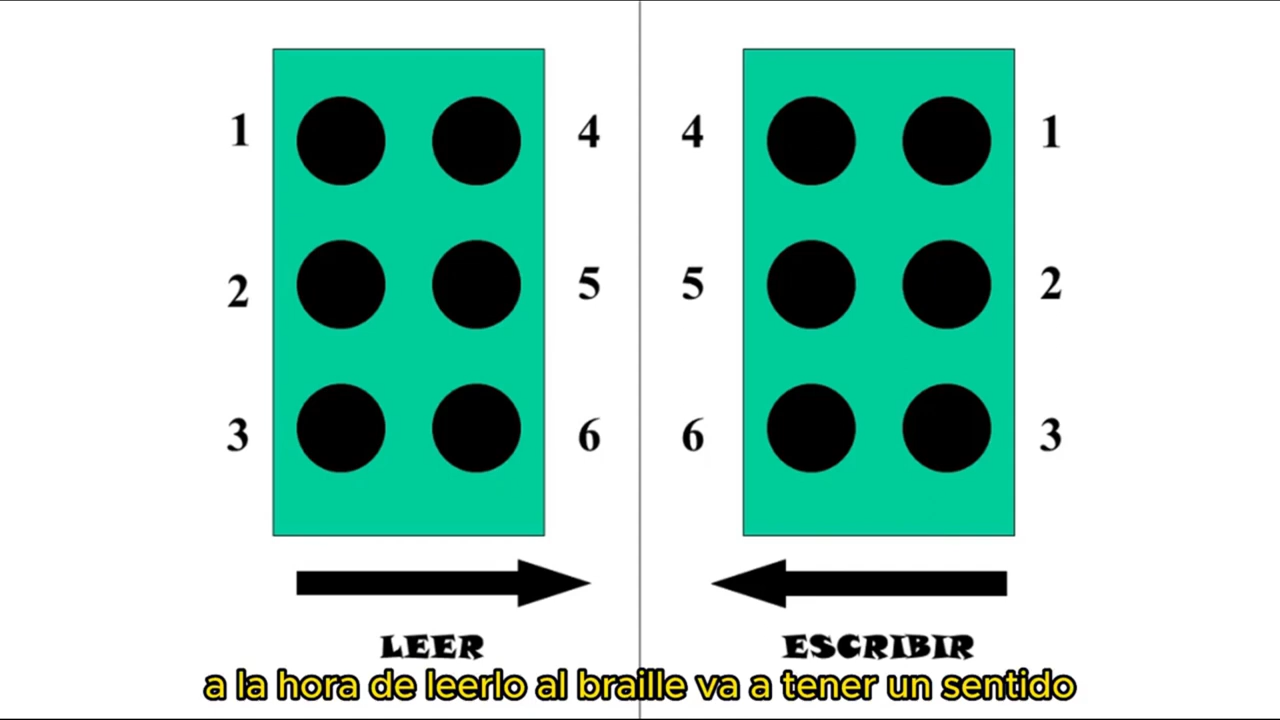 1 4 4 1
2 5 5 2
3 6 6 3
LEER ESCRIBIR
a la hora de leerlo al braille va a tener un sentido